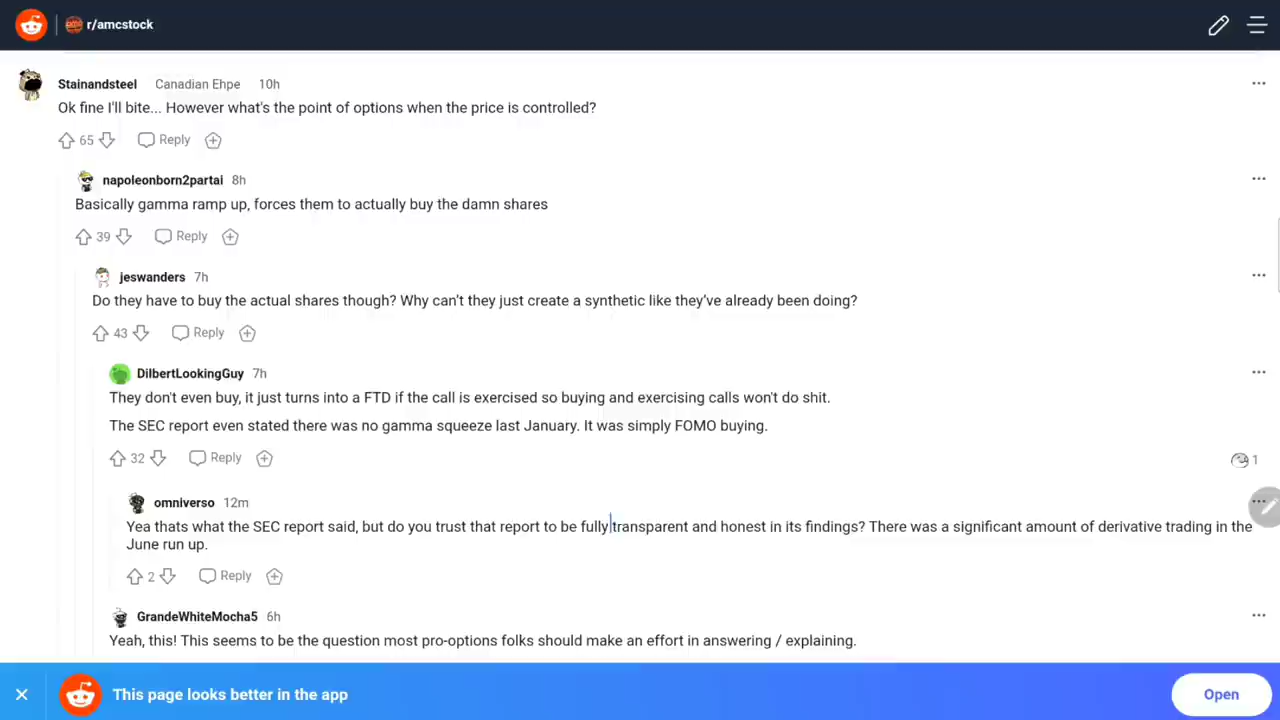 r/amcstock
Stainandsteel Canadian Ehpe 10h
Ok fine I'll bite... However what's the point of options when the price is controlled?
65 Reply
napoleonborn2partai 8h
Basically gamma ramp up, forces them to actually buy the damn shares
39 Reply
jeswanders 7h
Do they have to buy the actual shares though? Why can't they just create a synthetic like they've already been doing?
43 Reply
DilbertLookingGuy 7h
They don't even buy, it just turns into a FTD if the call is exercised so buying and exercising calls won't do shit.
The SEC report even stated there was no gamma squeeze last January. It was simply FOMO buying.
32 Reply
1
omniverso 12m
Yea thats what the SEC report said, but do you trust that report to be fully transparent and honest in its findings? There was a significant amount of derivative trading in the
June run up.
2 Reply
GrandeWhiteMocha5 6h
Yeah, this! This seems to be the question most pro-options folks should make an effort in answering / explaining.
This page looks better in the app
Open